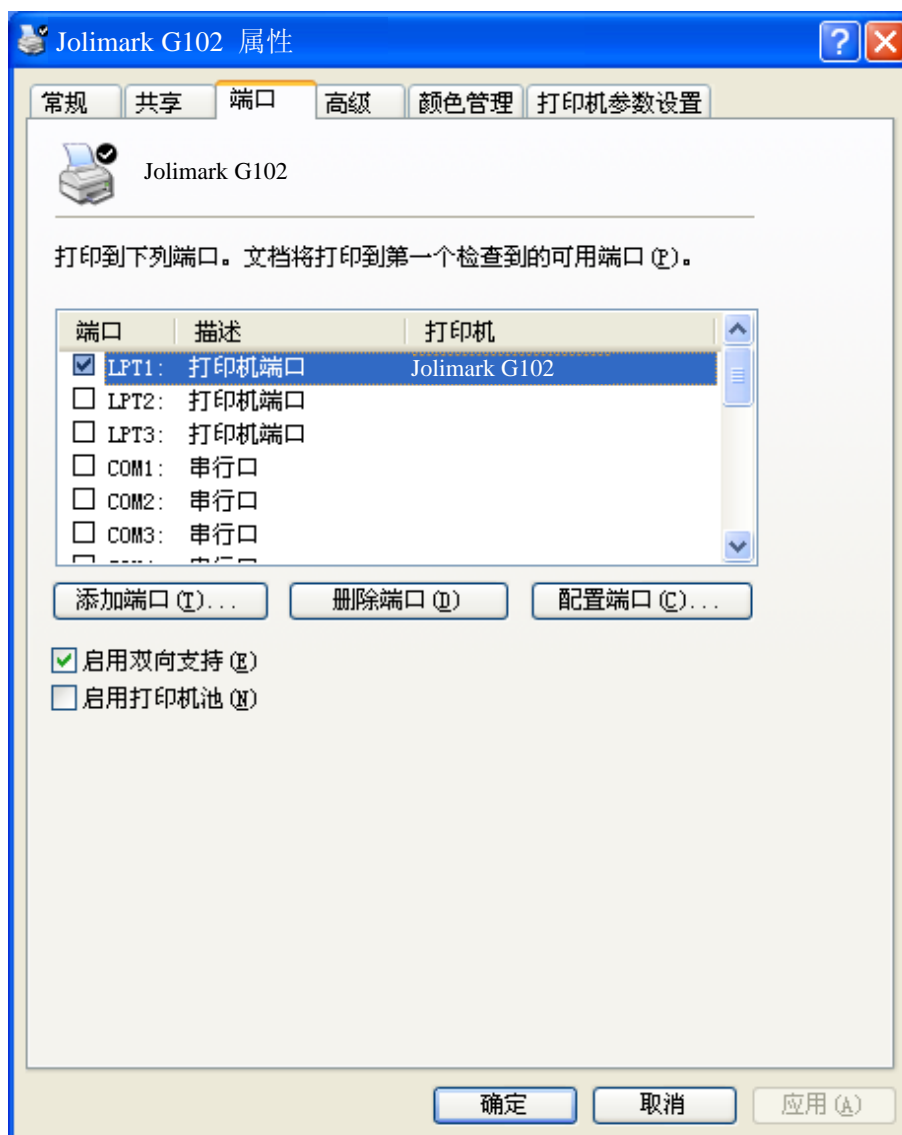 Jolimark G102 属性
常规 共享 端口 高级 颜色管理 打印机参数设置
Jolimark G102
打印到下列端口。文档将打印到第一个检查到的可用端口(P)。
端口 描述 打印机
LPT1: 打印机端口 Jolimark G102
LPT2: 打印机端口
LPT3: 打印机端口
COM1: 串行口
COM2: 串行口
COM3: 串行口
添加端口(T)... 删除端口(D) 配置端口(C)...
启用双向支持(E)
启用打印机池(N)
确定 取消 应用(A)